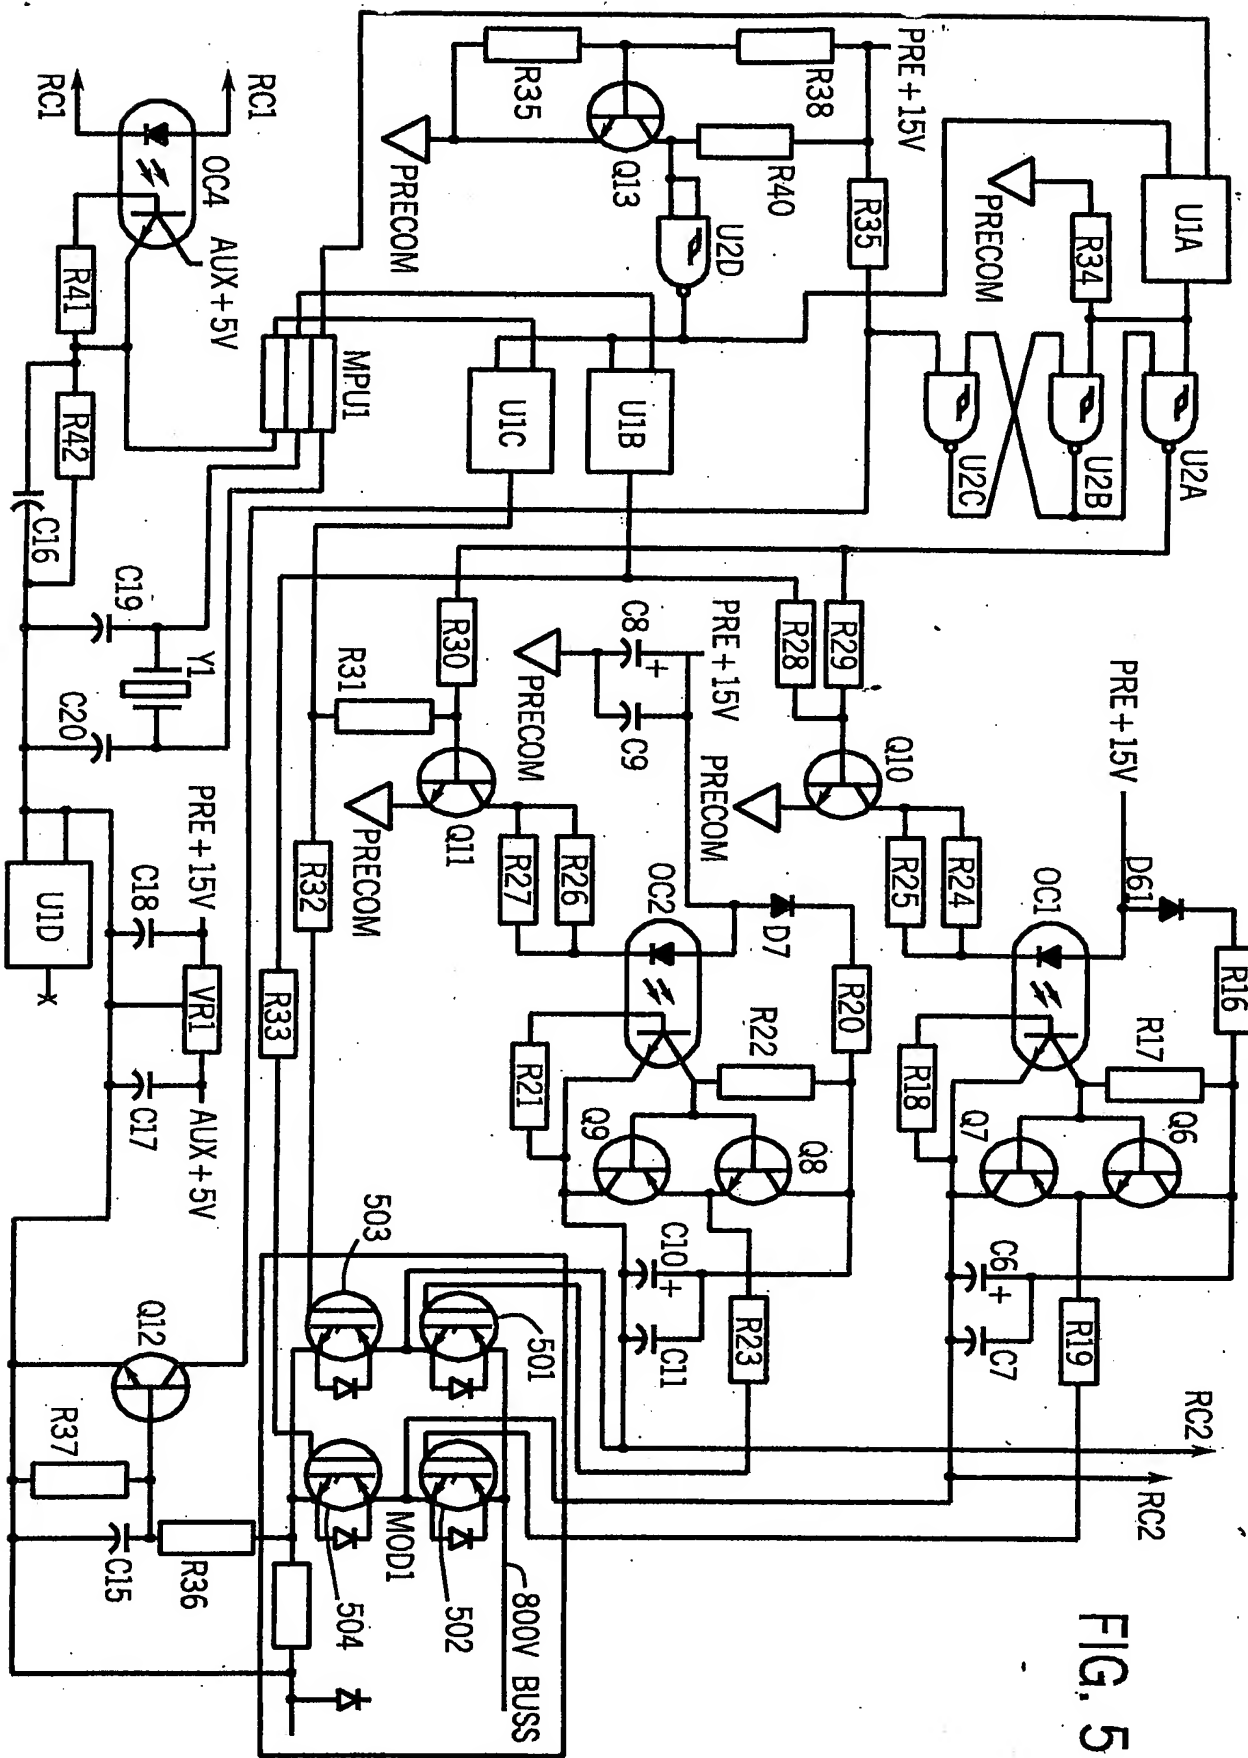 FIG. 5
R16
D61
PRE+15V
R17
Q6
OC1
R24
R25
R18
Q7
C6
+
C7
R19
RC2
RC2
U1A
U2A
U2B
U2C
R34
PRECOM
R29
R28
Q10
PRECOM
D7
R20
R22
Q8
OC2
R26
R27
R21
Q9
C10
+
C11
R23
PRE+15V
R38
R40
R35
U2D
Q13
R35
PRECOM
U1B
U1C
PRE+15V
C8
+
C9
PRECOM
R30
R31
Q11
PRECOM
R32
R33
501
503
502
504
MOD1
800V BUSS
MPU1
RC1
RC1
OC4
AUX+5V
R41
R42
C16
C19
Y1
C20
PRE+15V
C18
VR1
AUX+5V
C17
U1D
X
Q12
R37
C15
R36